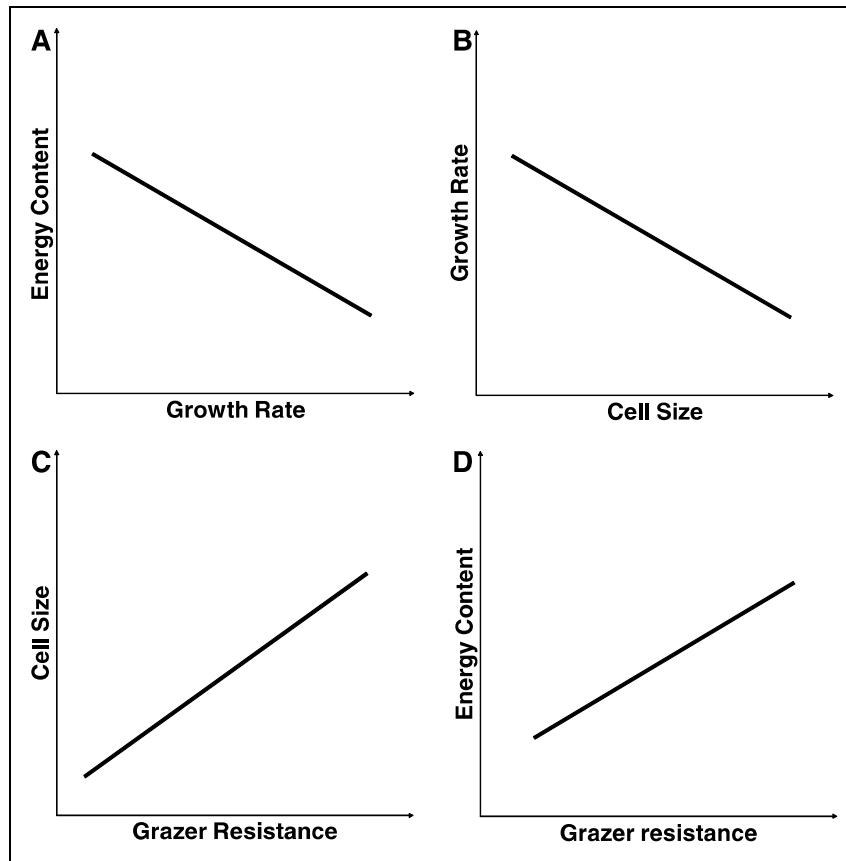 A
Energy Content
Growth Rate
B
Growth Rate
Cell Size
C
Cell Size
Grazer Resistance
D
Energy Content
Grazer resistance